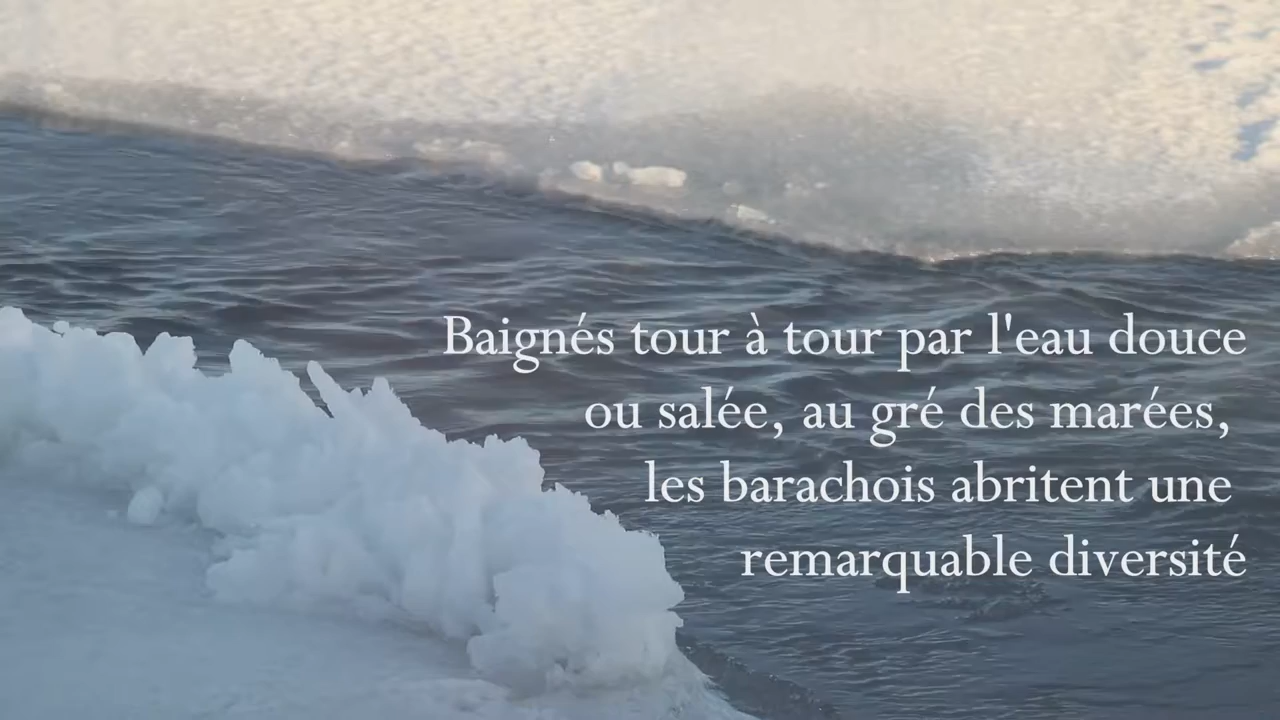 Baignés tour à tour par l'eau douce
ou salée, au gré des marées,
les barachois abritent une
remarquable diversité